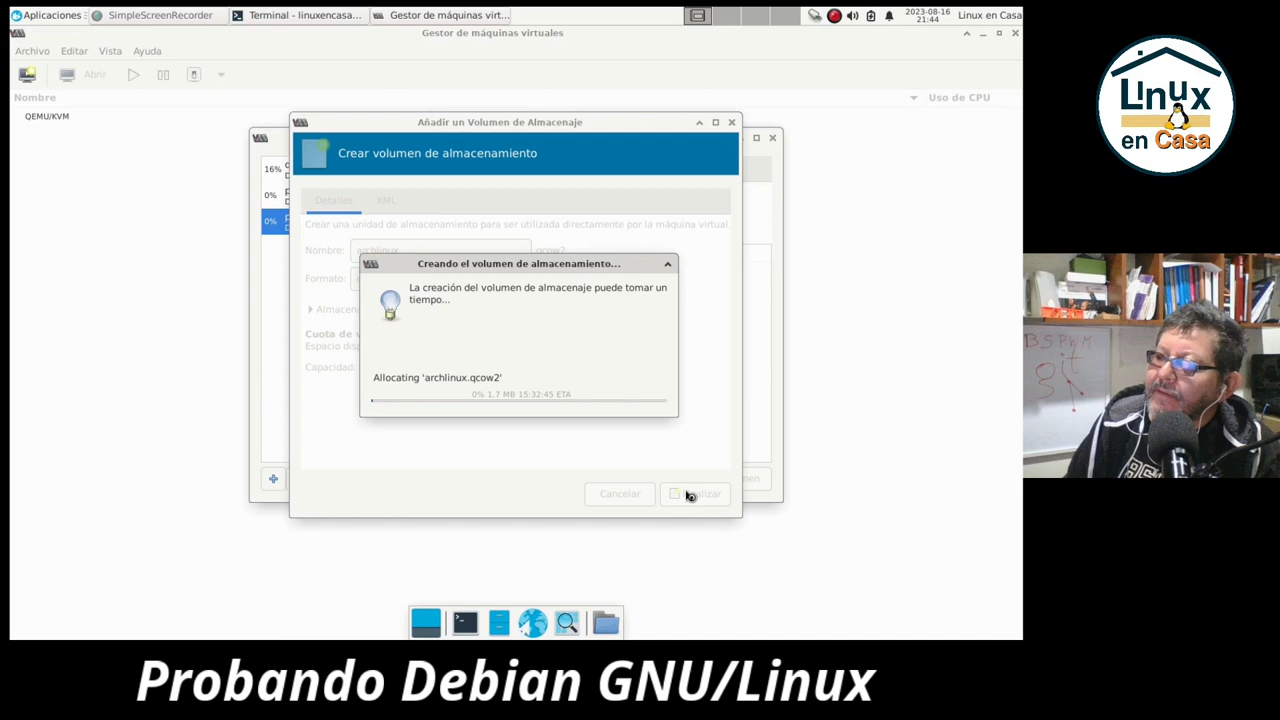 Aplicaciones
SimpleScreenRecorder
Terminal - linuxencasa...
Gestor de máquinas virt...
2023-08-16
21:44
Linux en Casa
Gestor de máquinas virtuales
Archivo Editar Vista Ayuda
Abrir
Nombre
Uso de CPU
QEMU/KVM
Añadir un Volumen de Almacenaje
Crear volumen de almacenamiento
16%
0%
0%
Detalles XML
Crear una unidad de almacenamiento para ser utilizada directamente por la máquina virtual.
Nombre: archlinux .qcow2
Formato:
Cuota de
Capacidad:
Creando el volumen de almacenamiento...
La creación del volumen de almacenaje puede tomar un
tiempo...
Allocating 'archlinux.qcow2'
0% 1.7 MB 15:32:45 ETA
Cancelar
Linux
en Casa
BSPWM
git
Probando Debian GNU/Linux